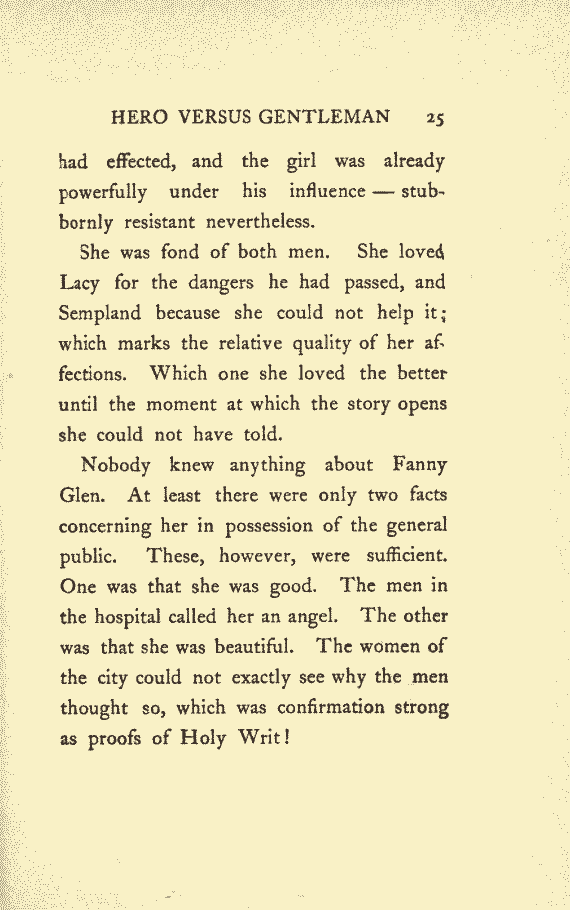 HERO VERSUS GENTLEMAN 25
had effected, and the girl was already
powerfully under his influence — stub-
bornly resistant nevertheless.
She was fond of both men. She loved
Lacy for the dangers he had passed, and
Sempland because she could not help it;
which marks the relative quality of her af-
fections. Which one she loved the better
until the moment at which the story opens
she could not have told.
Nobody knew anything about Fanny
Glen. At least there were only two facts
concerning her in possession of the general
public. These, however, were sufficient.
One was that she was good. The men in
the hospital called her an angel. The other
was that she was beautiful. The women of
the city could not exactly see why the men
thought so, which was confirmation strong
as proofs of Holy Writ!